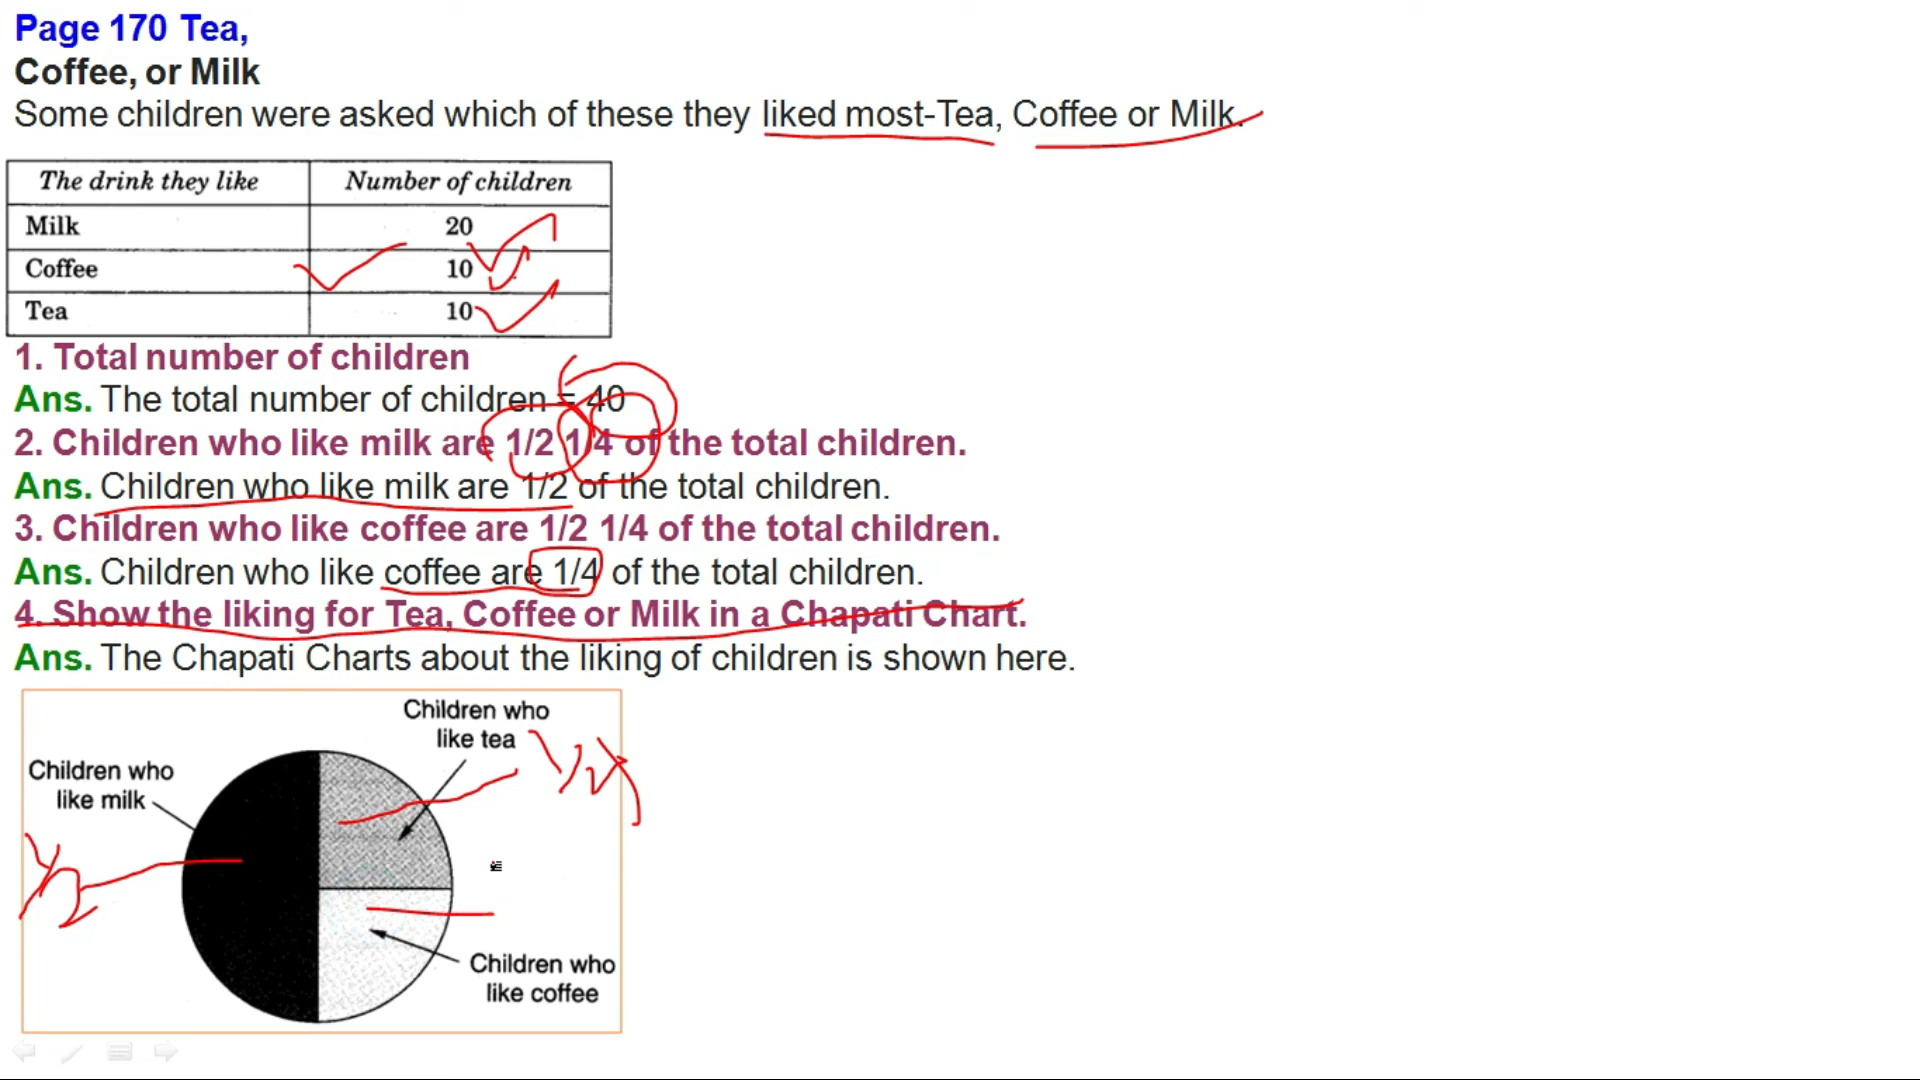 Page 170 Tea,
Coffee, or Milk
Some children were asked which of these they liked most-Tea, Coffee or Milk.
The drink they like Number of children
Milk 20
Coffee 10
Tea 10
1. Total number of children
Ans. The total number of children = 40
2. Children who like milk are 1/2 1/4 of the total children.
Ans. Children who like milk are 1/2 of the total children.
3. Children who like coffee are 1/2 1/4 of the total children.
Ans. Children who like coffee are 1/4 of the total children.
4. Show the liking for Tea, Coffee or Milk in a Chapati Chart.
Ans. The Chapati Charts about the liking of children is shown here.
Children who
like tea
Children who
like milk
1/2
Children who
like coffee